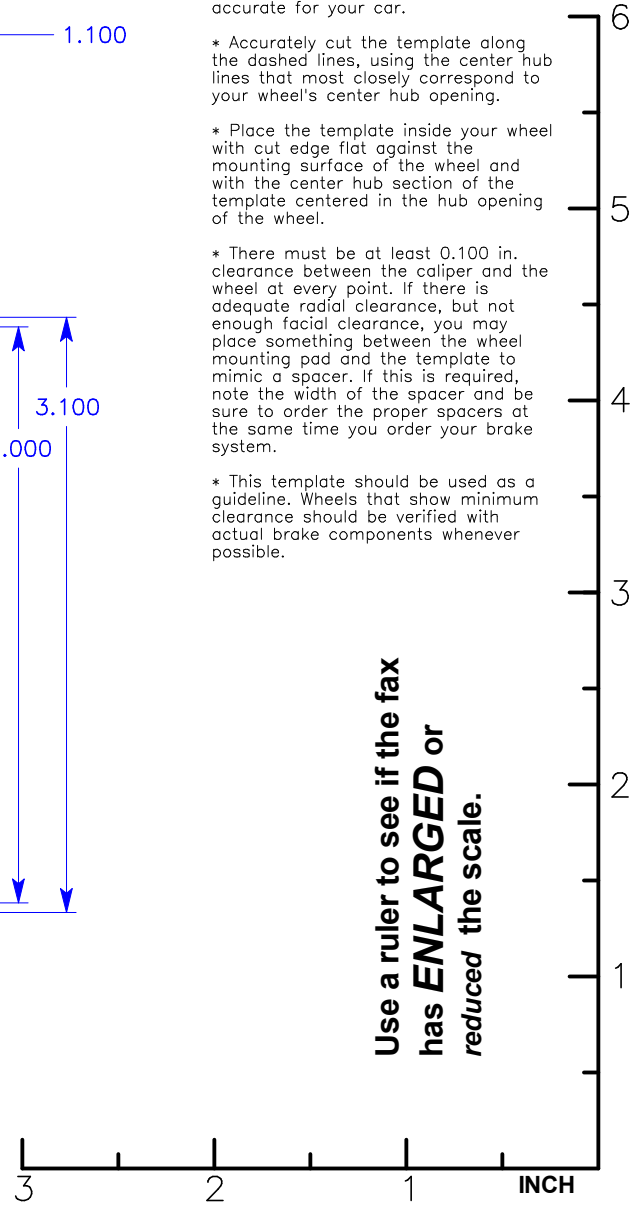 accurate for your car.
1.100
* Accurately cut the template along
the dashed lines, using the center hub
lines that most closely correspond to
your wheel's center hub opening.
* Place the template inside your wheel
with cut edge flat against the
mounting surface of the wheel and
with the center hub section of the
template centered in the hub opening
of the wheel.
* There must be at least 0.100 in.
clearance between the caliper and the
wheel at every point. If there is
adequate radial clearance, but not
enough facial clearance, you may
place something between the wheel
mounting pad and the template to
mimic a spacer. If this is required,
note the width of the spacer and be
sure to order the proper spacers at
the same time you order your brake
system.
* This template should be used as a
guideline. Wheels that show minimum
clearance should be verified with
actual brake components whenever
possible.
3.100
.000
Use a ruler to see if the fax
has ENLARGED or
reduced the scale.
6
5
4
3
2
1
3
2
1
INCH